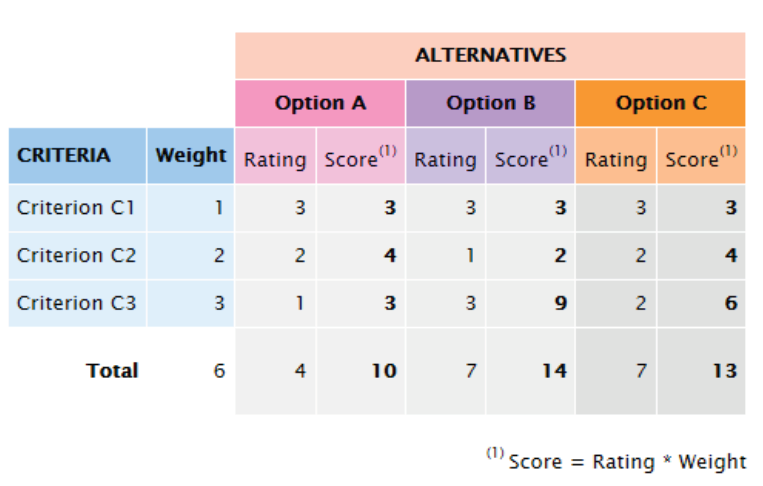 ALTERNATIVES
Option A Option B Option C
CRITERIA Weight Rating Score(1) Rating Score(1) Rating Score(1)
Criterion C1 1 3 3 3 3 3 3
Criterion C2 2 2 4 1 2 2 4
Criterion C3 3 1 3 3 9 2 6
Total 6 4 10 7 14 7 13
(1) Score = Rating * Weight